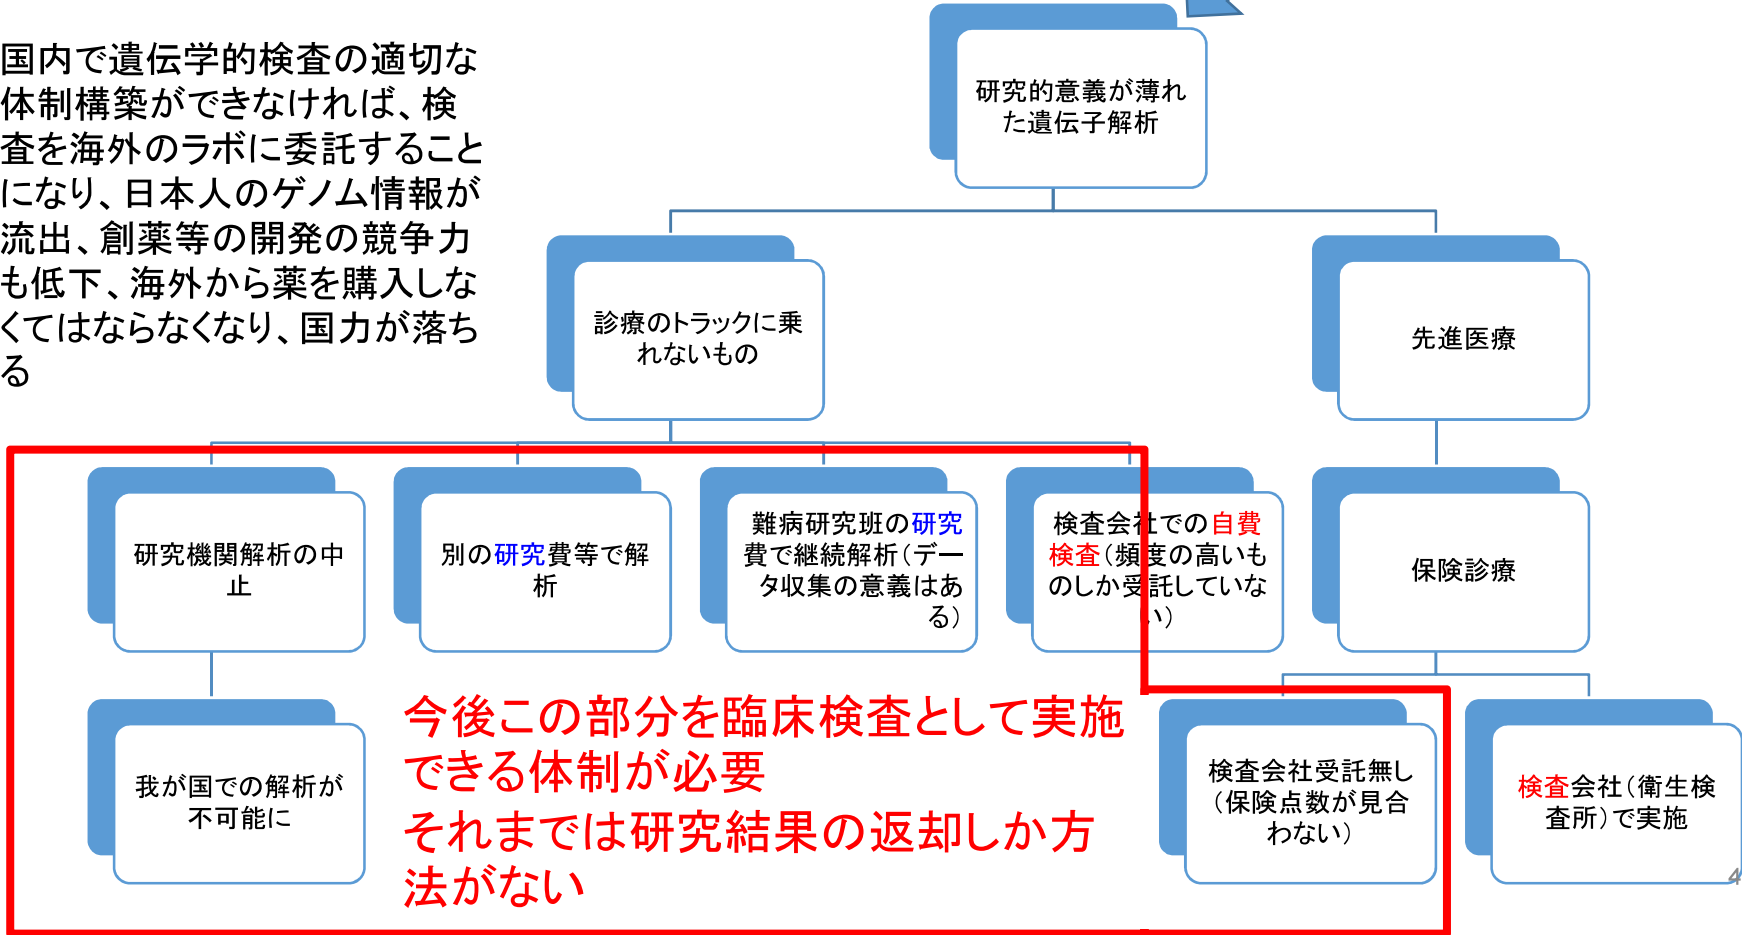 国内で遺伝学的検査の適切な
体制構築ができなければ、検
査を海外のラボに委託すること
になり、日本人のゲノム情報が
流出、創薬等の開発の競争力
も低下、海外から薬を購入しな
くてはならなくなり、国力が落ち
る
研究的意義が薄れ
た遺伝子解析
診療のトラックに乗
れないもの
先進医療
研究機関解析の中
止
別の研究費等で解
析
難病研究班の研究
費で継続解析（デー
タ収集の意義はあ
る）
検査会社での自費
検査（頻度の高いも
のしか受託していな
い）
保険診療
我が国での解析が
不可能に
今後この部分を臨床検査として実施
できる体制が必要
それまでは研究結果の返却しか方
法がない
検査会社受託無し
（保険点数が見合
わない）
検査会社（衛生検
査所）で実施
4